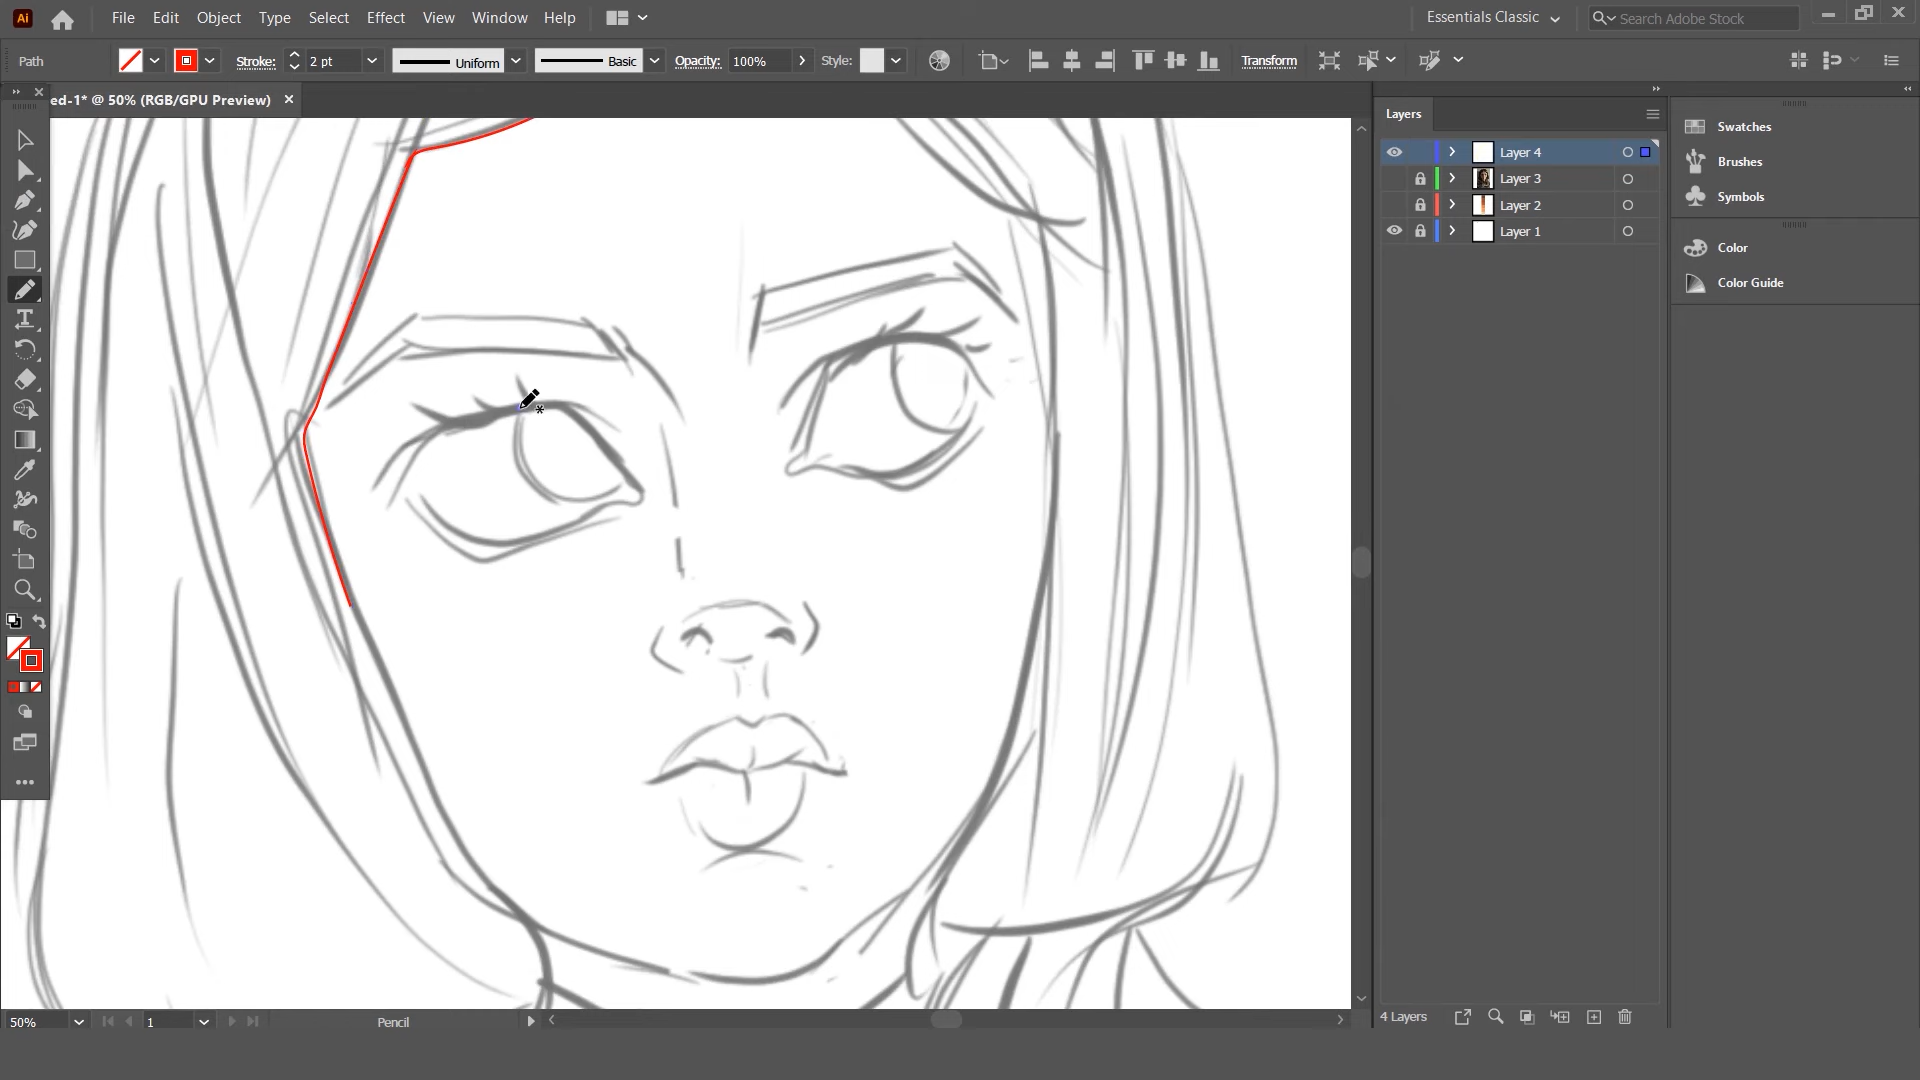 Ai File Edit Object Type Select Effect View Window Help Essentials Classic Search Adobe Stock
Path Stroke: 2 pt Uniform Basic Opacity: 100% Style: Transform
ed-1* @ 50% (RGB/GPU Preview)
Layers
Layer 4
Layer 3
Layer 2
Layer 1
Swatches
Brushes
Symbols
Color
Color Guide
50% 1 Pencil
4 Layers